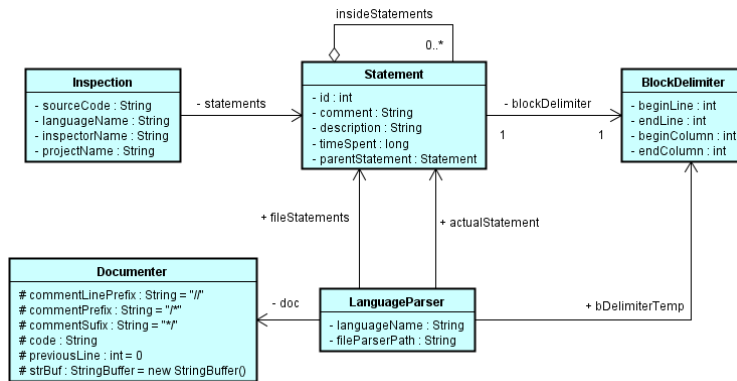 insideStatements
0..*
Inspection
- sourceCode : String
- languageName : String
- inspectorName : String
- projectName : String
- statements
Statement
- id : int
- comment : String
- description : String
- timeSpent : long
- parentStatement : Statement
- blockDelimiter
1
1
BlockDelimiter
- beginLine : int
- endLine : int
- beginColumn : int
- endColumn : int
+ fileStatements
+ actualStatement
Documenter
# commentLinePrefix : String = "//"
# commentPrefix : String = "/*"
# commentSufix : String = "*/"
# code : String
# previousLine : int = 0
# strBuf : StringBuffer = new StringBuffer()
- doc
LanguageParser
- languageName : String
- fileParserPath : String
+ bDelimiterTemp